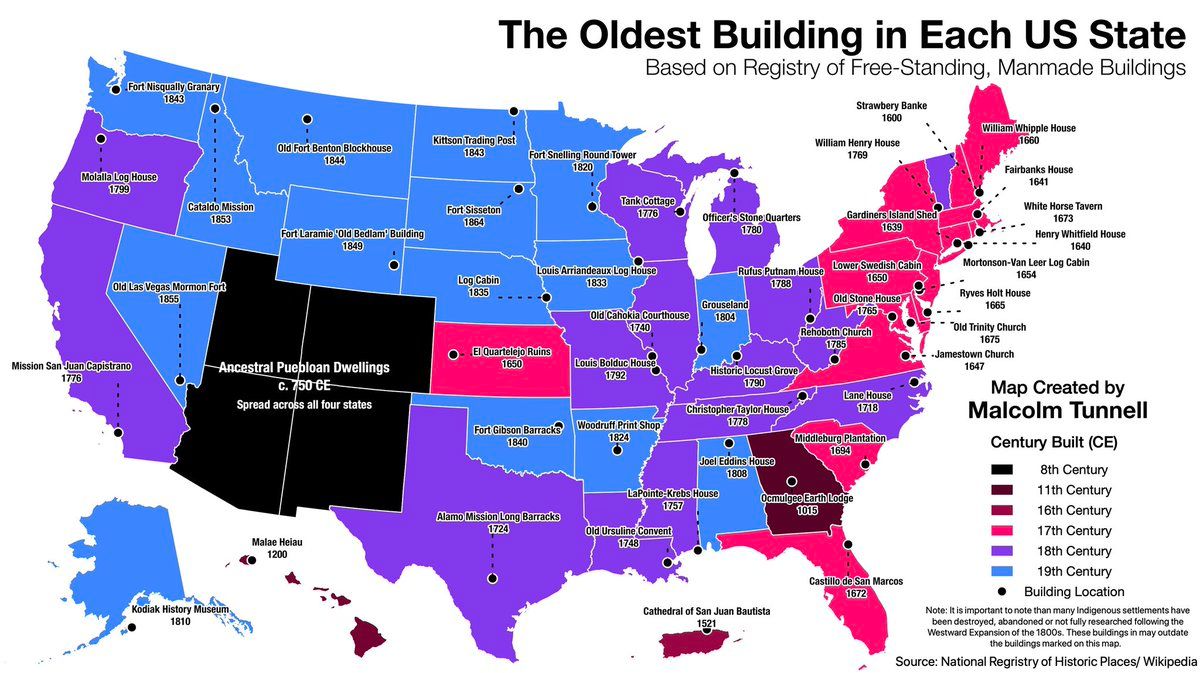 The Oldest Building in Each US State
Based on Registry of Free-Standing, Manmade Buildings
Fort Nisqually Granary
1843
Molalla Log House
1799
Cataldo Mission
1853
Old Fort Benton Blockhouse
1844
Kittson Trading Post
1843
Fort Snelling Round Tower
1820
Fort Sisseton
1864
Fort Laramie 'Old Bedlam' Building
1849
Tank Cottage
1776
Officer's Stone Quarters
1780
Strawbery Banke
1600
William Henry House
1769
William Whipple House
1660
Fairbanks House
1641
White Horse Tavern
1673
Gardiners Island Shed
1639
Henry Whitfield House
1640
Lower Swedish Cabin
1650
Mortonson-Van Leer Log Cabin
1654
Ryves Holt House
1665
Old Trinity Church
1675
Jamestown Church
1647
Old Stone House
1765
Rehoboth Church
1785
Rufus Putnam House
1788
Log Cabin
1835
Louis Arriandeaux Log House
1833
Old Las Vegas Mormon Fort
1855
Grouseland
1804
Old Cahokia Courthouse
1740
Mission San Juan Capistrano
1776
Ancestral Puebloan Dwellings
c. 750 CE
Spread across all four states
El Quartelejo Ruins
1650
Louis Bolduc House
1792
Historic Locust Grove
1790
Lane House
1718
Christopher Taylor House
1778
Fort Gibson Barracks
1840
Woodruff Print Shop
1824
Middleburg Plantation
1694
Joel Eddins House
1808
LaPointe-Krebs House
1757
Ocmulgee Earth Lodge
1015
Alamo Mission Long Barracks
1724
Old Ursuline Convent
1748
Castillo de San Marcos
1672
Malae Heiau
1200
Kodiak History Museum
1810
Cathedral of San Juan Bautista
1521
Map Created by
Malcolm Tunnell
Century Built (CE)
8th Century
11th Century
16th Century
17th Century
18th Century
19th Century
Building Location
Note: It is important to note than many Indigenous settlements have
been destroyed, abandoned or not fully researched following the
Westward Expansion of the 1800s. These buildings in may outdate
the buildings marked on this map.
Source: National Regristry of Historic Places/ Wikipedia